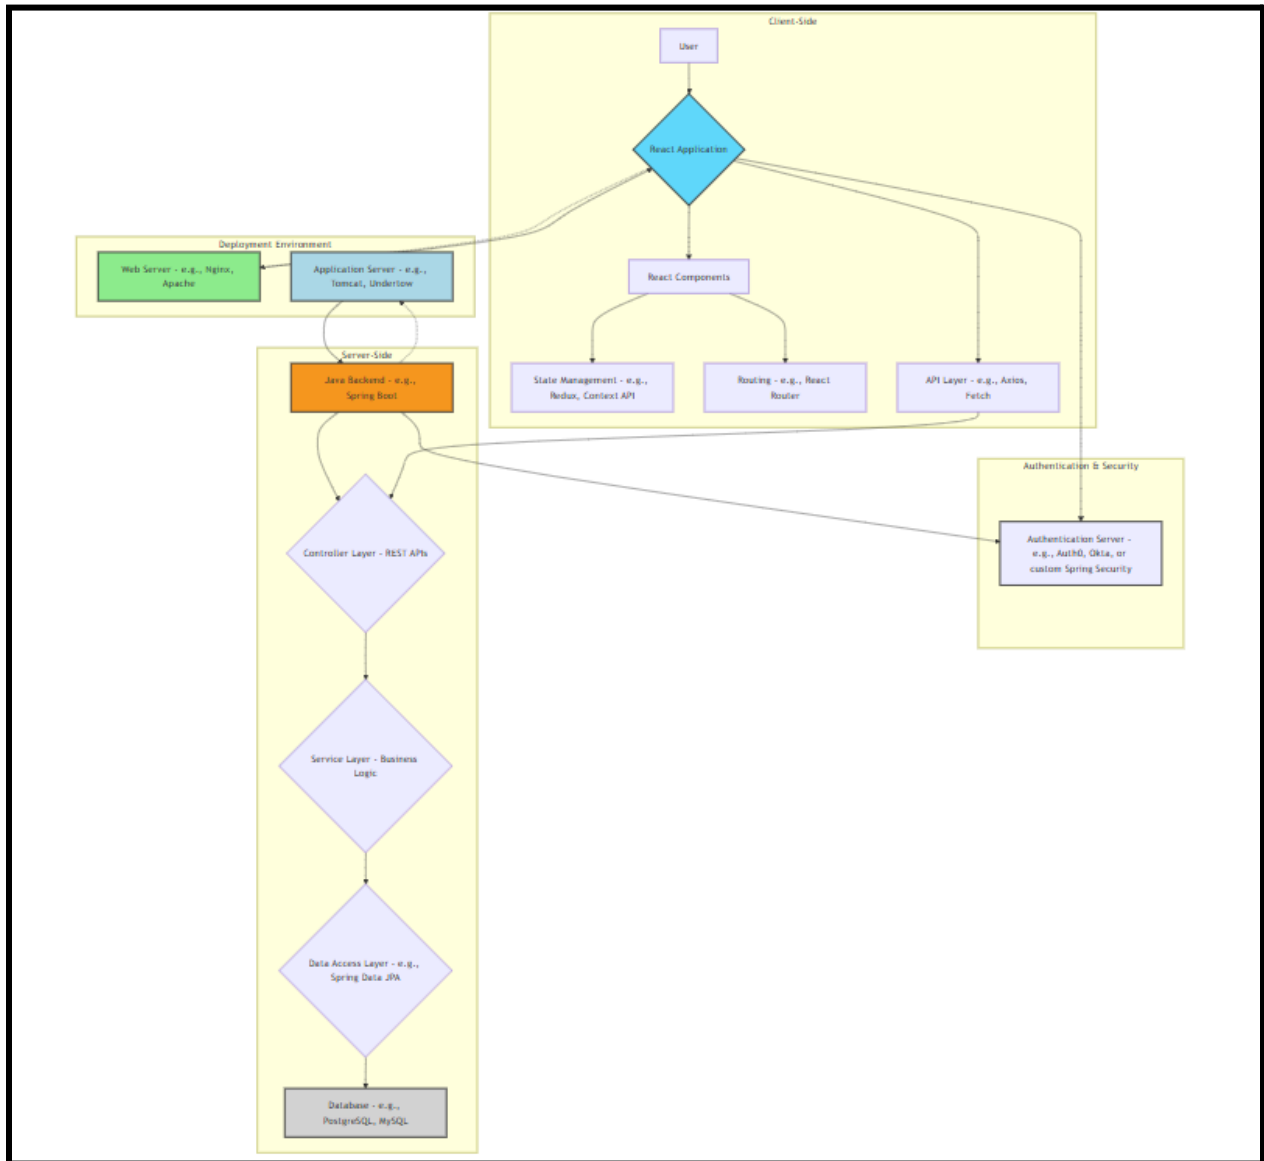 Client-Side
User
React Application
Deployment Environment
Web Server - e.g., Nginx,
Apache
Application Server - e.g.,
Tomcat, Undertow
React Components
Server-Side
Java Backend - e.g.,
Spring Boot
State Management - e.g.,
Redux, Context API
Routing - e.g., React
Router
API Layer - e.g., Axios,
Fetch
Authentication & Security
Authentication Server -
e.g., Auth0, Okta, or
custom Spring Security
Controller Layer - REST APIs
Service Layer - Business
Logic
Data Access Layer - e.g.,
Spring Data JPA
Database - e.g.,
PostgreSQL, MySQL